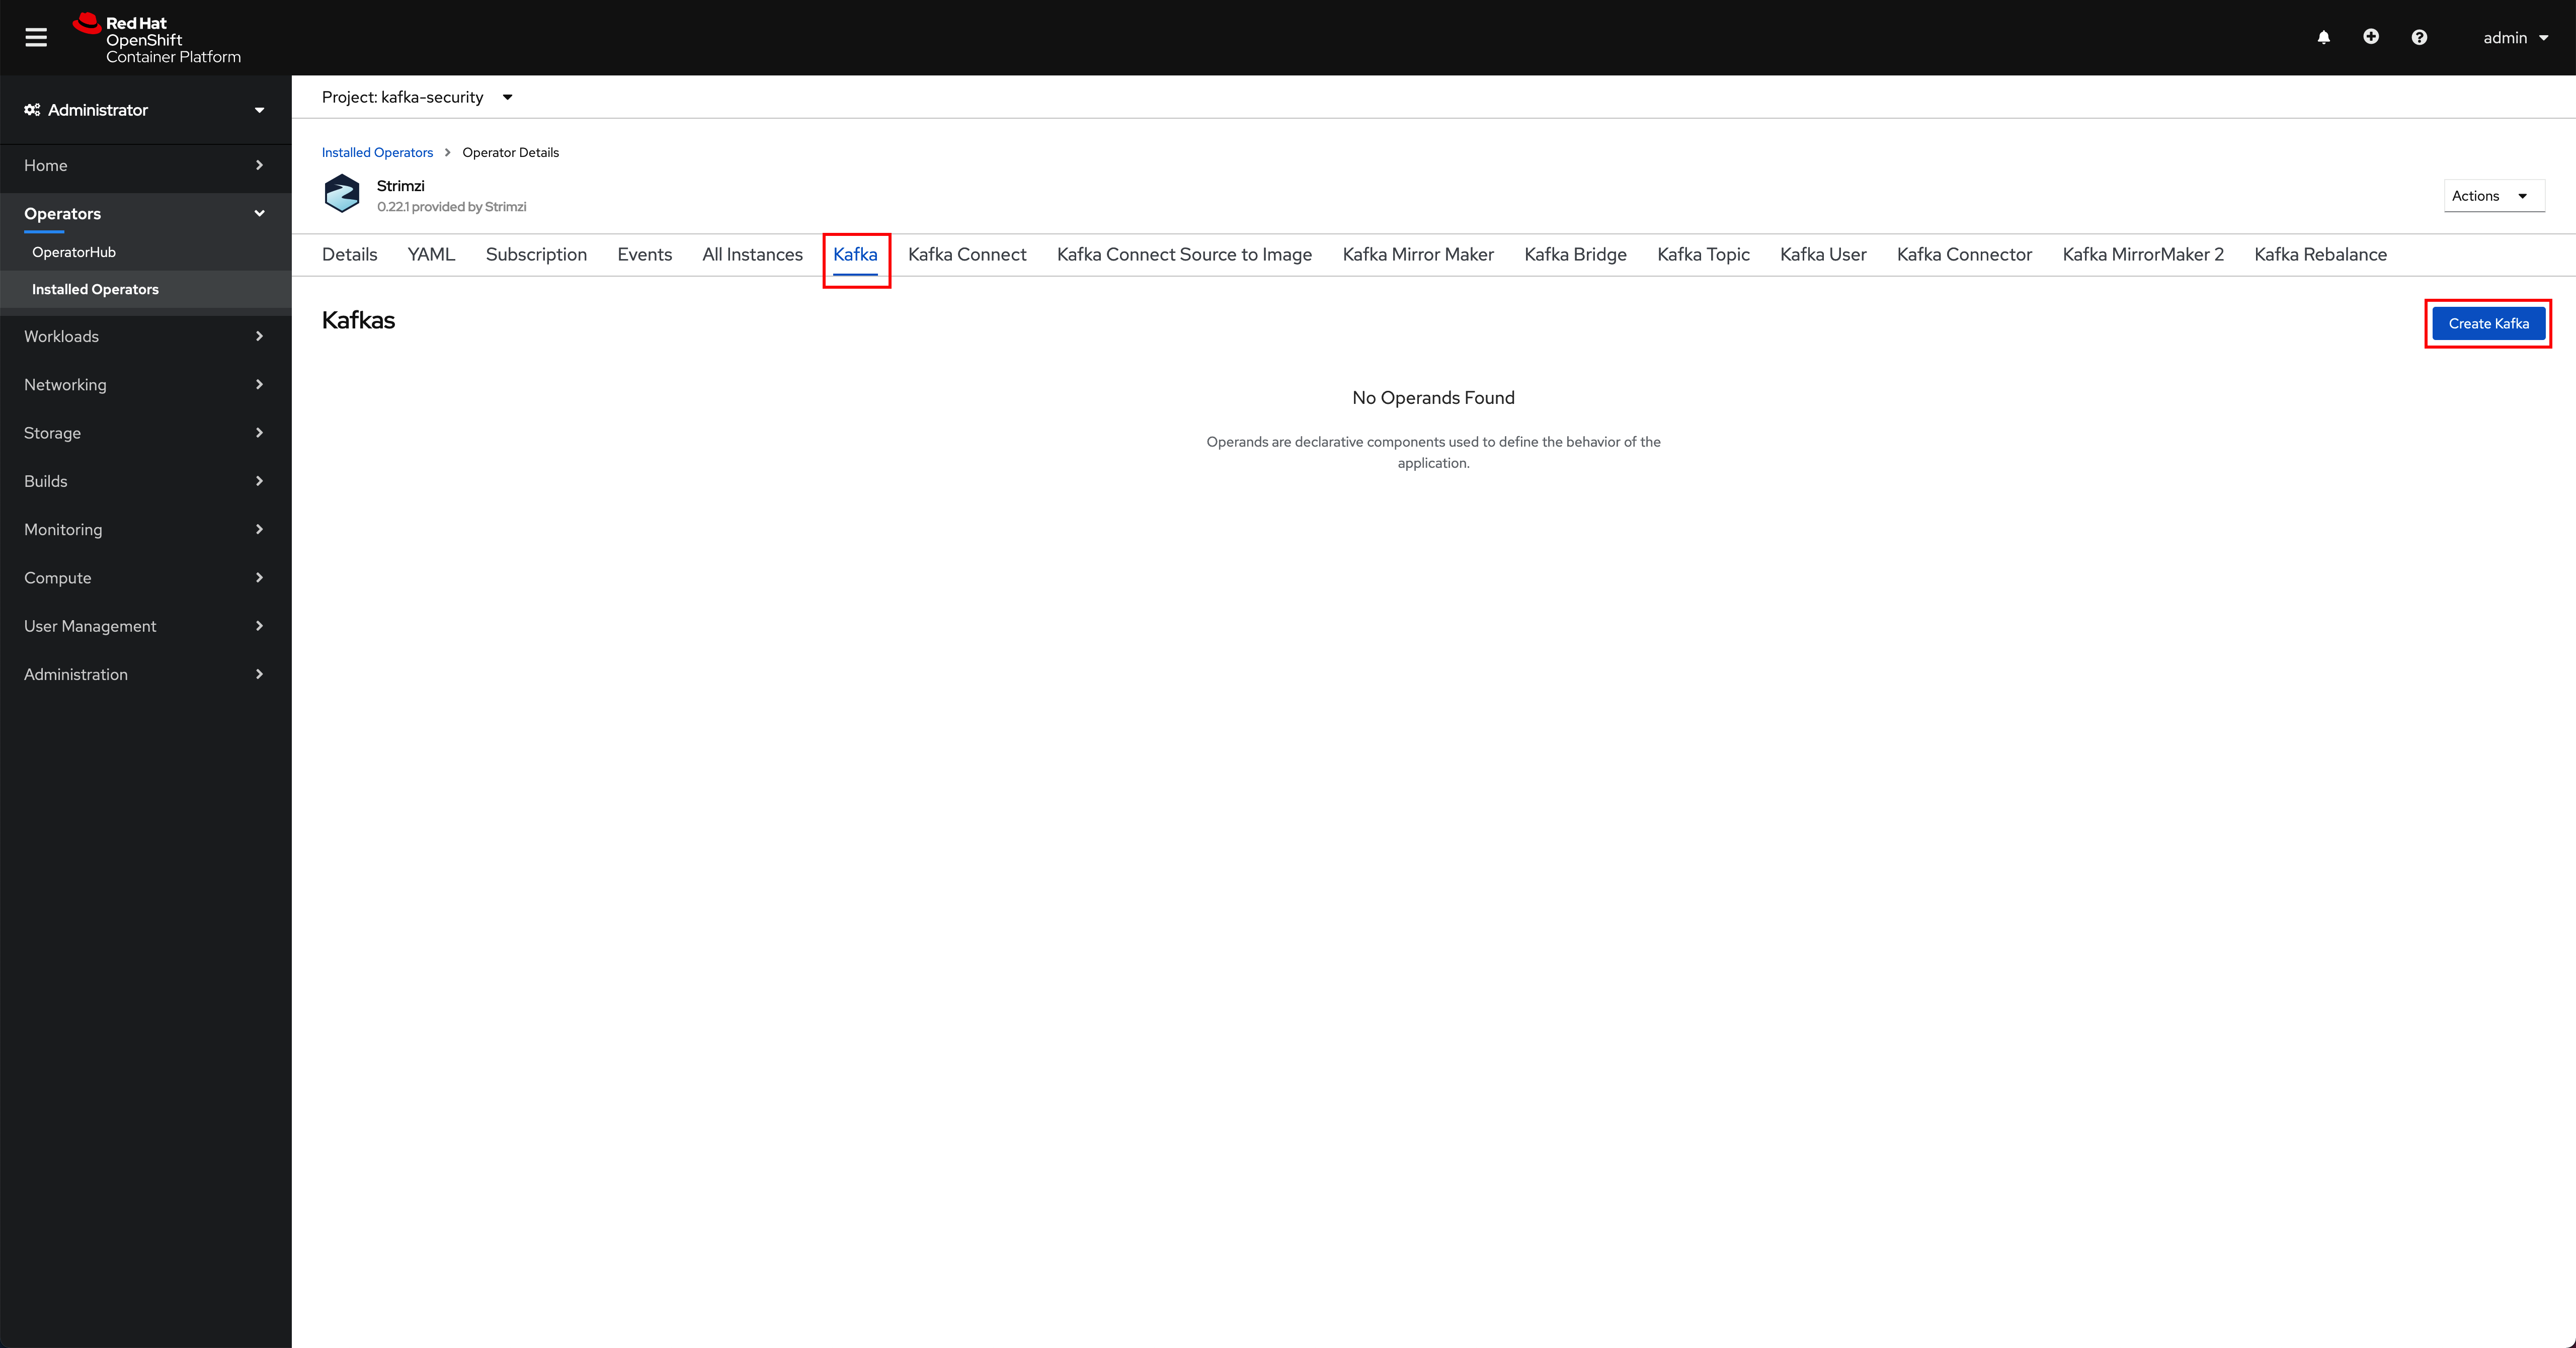 Red Hat
OpenShift
Container Platform
admin
Administrator
Home
Operators
OperatorHub
Installed Operators
Workloads
Networking
Storage
Builds
Monitoring
Compute
User Management
Administration
Project: kafka-security
Installed Operators > Operator Details
Strimzi
0.22.1 provided by Strimzi
Actions
Details YAML Subscription Events All Instances Kafka Kafka Connect Kafka Connect Source to Image Kafka Mirror Maker Kafka Bridge Kafka Topic Kafka User Kafka Connector Kafka MirrorMaker 2 Kafka Rebalance
Kafkas
Create Kafka
No Operands Found
Operands are declarative components used to define the behavior of the
application.